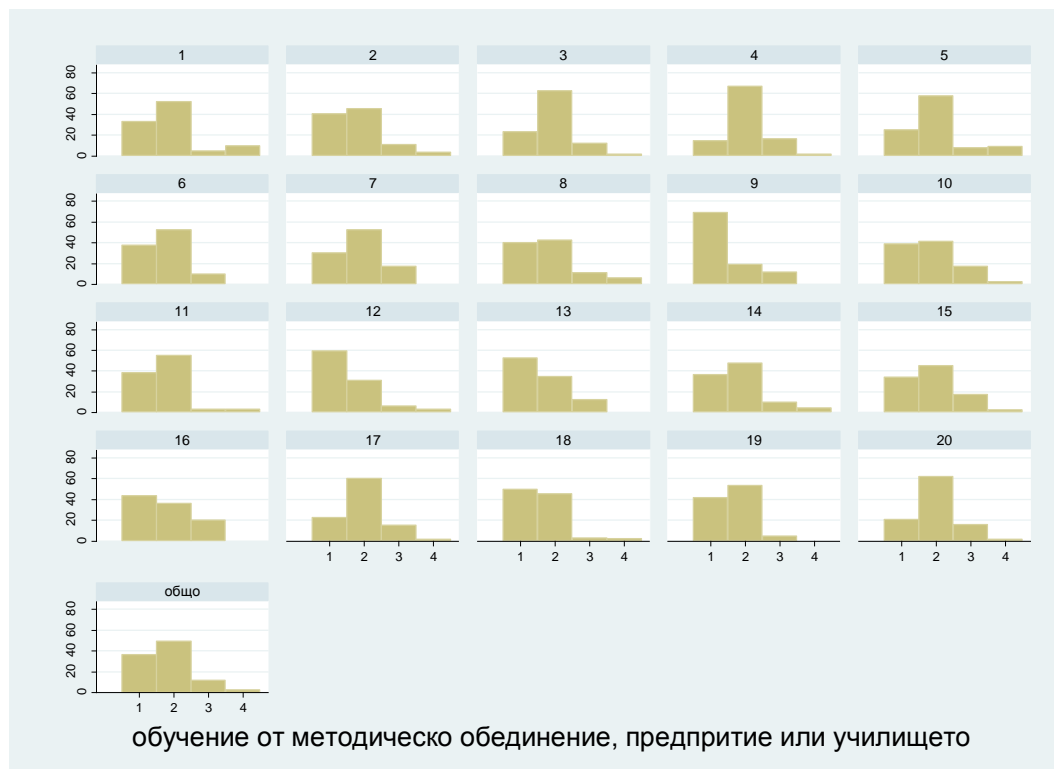 1 2 3 4 5
0 20 40 60 80
6 7 8 9 10
0 20 40 60 80
11 12 13 14 15
0 20 40 60 80
16 17 18 19 20
0 20 40 60 80
1 2 3 4 1 2 3 4 1 2 3 4 1 2 3 4
общо
0 20 40 60 80
1 2 3 4
обучение от методическо обединение, предпритие или училището